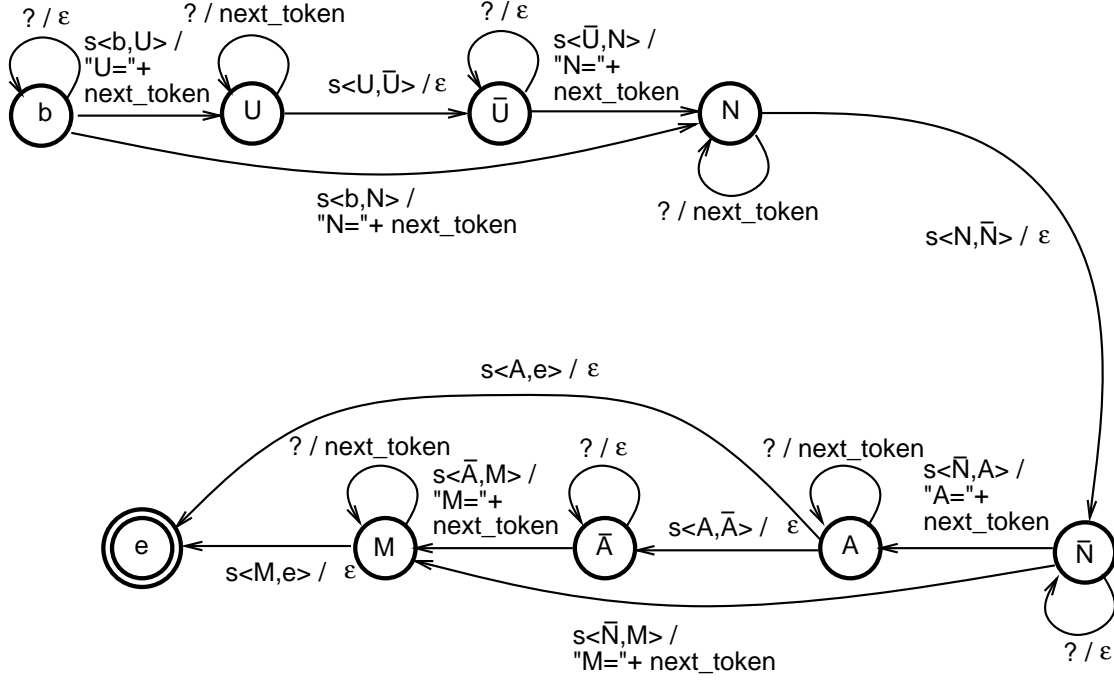 ? / ε
? / next_token
? / ε
s<b,U> /
"U="+
next_token
s<U,U̅> / ε
s<U̅,N> /
"N="+
next_token
b
U
U̅
N
s<b,N> /
"N="+ next_token
? / next_token
s<N,N̅> / ε
s<A,e> / ε
? / next_token
? / ε
? / next_token
s<A̅,M> /
"M="+
next_token
s<A,A̅> / ε
s<N̅,A> /
"A="+
next_token
e
M
A̅
A
N̅
s<M,e> / ε
s<N̅,M> /
"M="+ next_token
? / ε